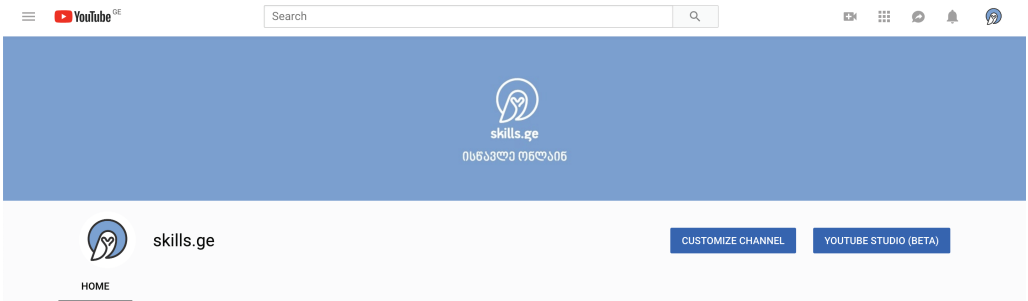 YouTube GE
Search
skills.ge
ისწავლე ონლაინ
skills.ge
CUSTOMIZE CHANNEL
YOUTUBE STUDIO (BETA)
HOME